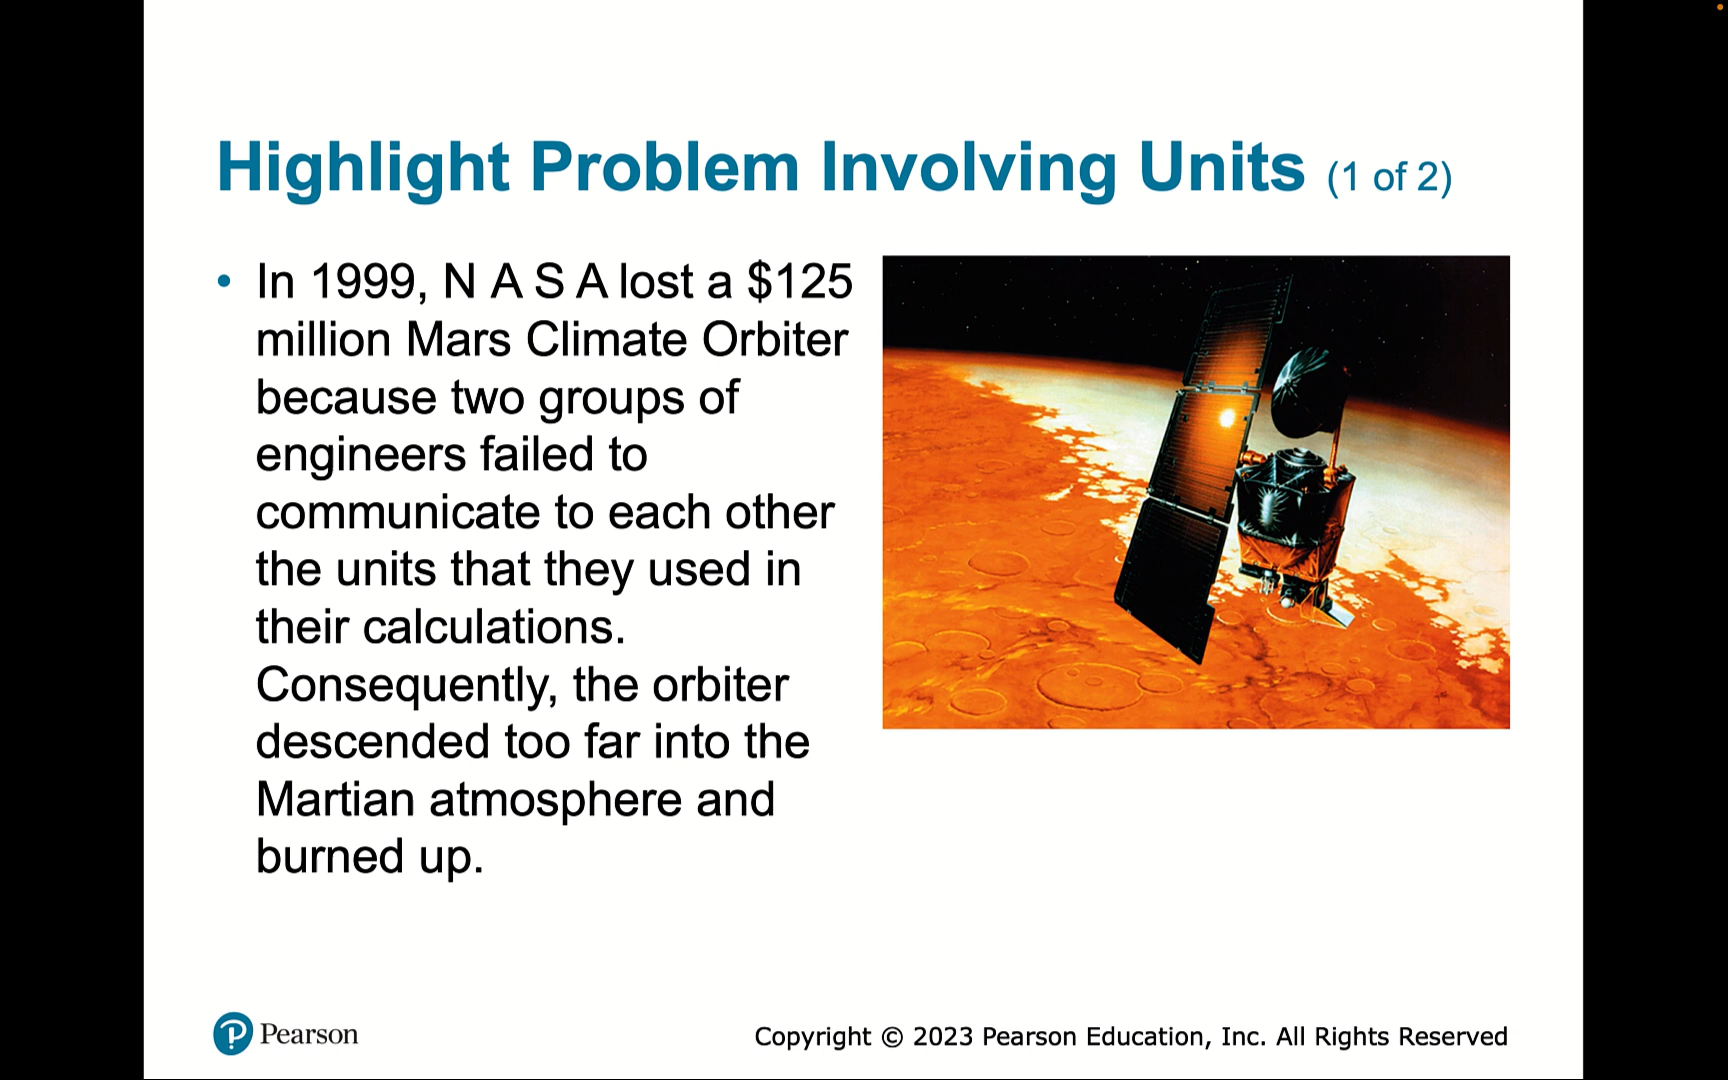 Highlight Problem Involving Units (1 of 2)
• In 1999, N A S A lost a $125
million Mars Climate Orbiter
because two groups of
engineers failed to
communicate to each other
the units that they used in
their calculations.
Consequently, the orbiter
descended too far into the
Martian atmosphere and
burned up.
P Pearson
Copyright © 2023 Pearson Education, Inc. All Rights Reserved